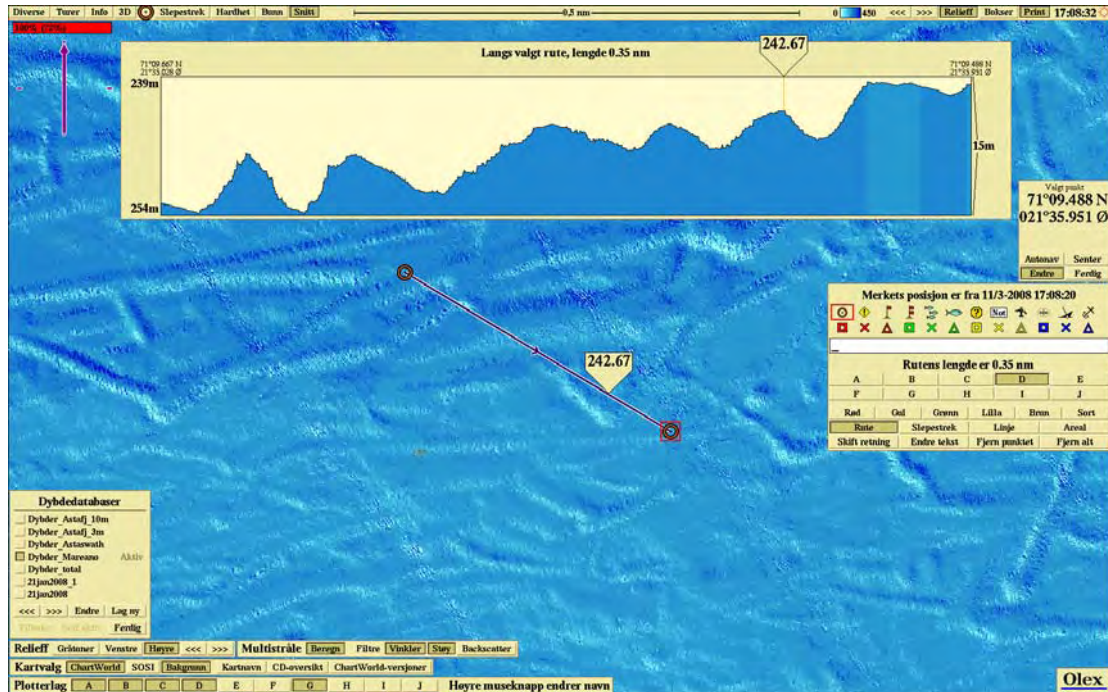 Diverse Turer Info 3D Slepestrek Hardhet Bunn Snitt 0,5 nm 0 450 <<< >>> Relieff Bokser Print 17:08:32
100% (72%)
Langs valgt rute, lengde 0.35 nm
242.67
71°09.667 N
21°35.028 Ø
71°09.488 N
21°35.951 Ø
239m
15m
254m
Valgt punkt
71°09.488 N
021°35.951 Ø
Autonav Senter
Endre Ferdig
242.67
Merkets posisjon er fra 11/3-2008 17:08:20
Not
Rutens lengde er 0.35 nm
A B C D E
F G H I J
Rød Gul Grønn Lilla Brun Sort
Rute Slepestrek Linje Areal
Skift retning Endre tekst Fjern punktet Fjern alt
Dybdedatabaser
Dybder_Astafj_10m
Dybder_Astafj_3m
Dybder_Astaswath
Dybder_Mareano Aktiv
Dybder_total
21jan2008_1
21jan2008
<<< >>> Endre Lag ny
Ferdig
Relieff Gråtoner Venstre Høyre <<< >>> Multistråle Beregn Filtre Vinkler Støy Backscatter
Kartvalg ChartWorld SOSI Bakgrunn Kartnavn CD-oversikt ChartWorld-versjoner
Plotterlag A B C D E F G H I J Høyre museknapp endrer navn
Olex